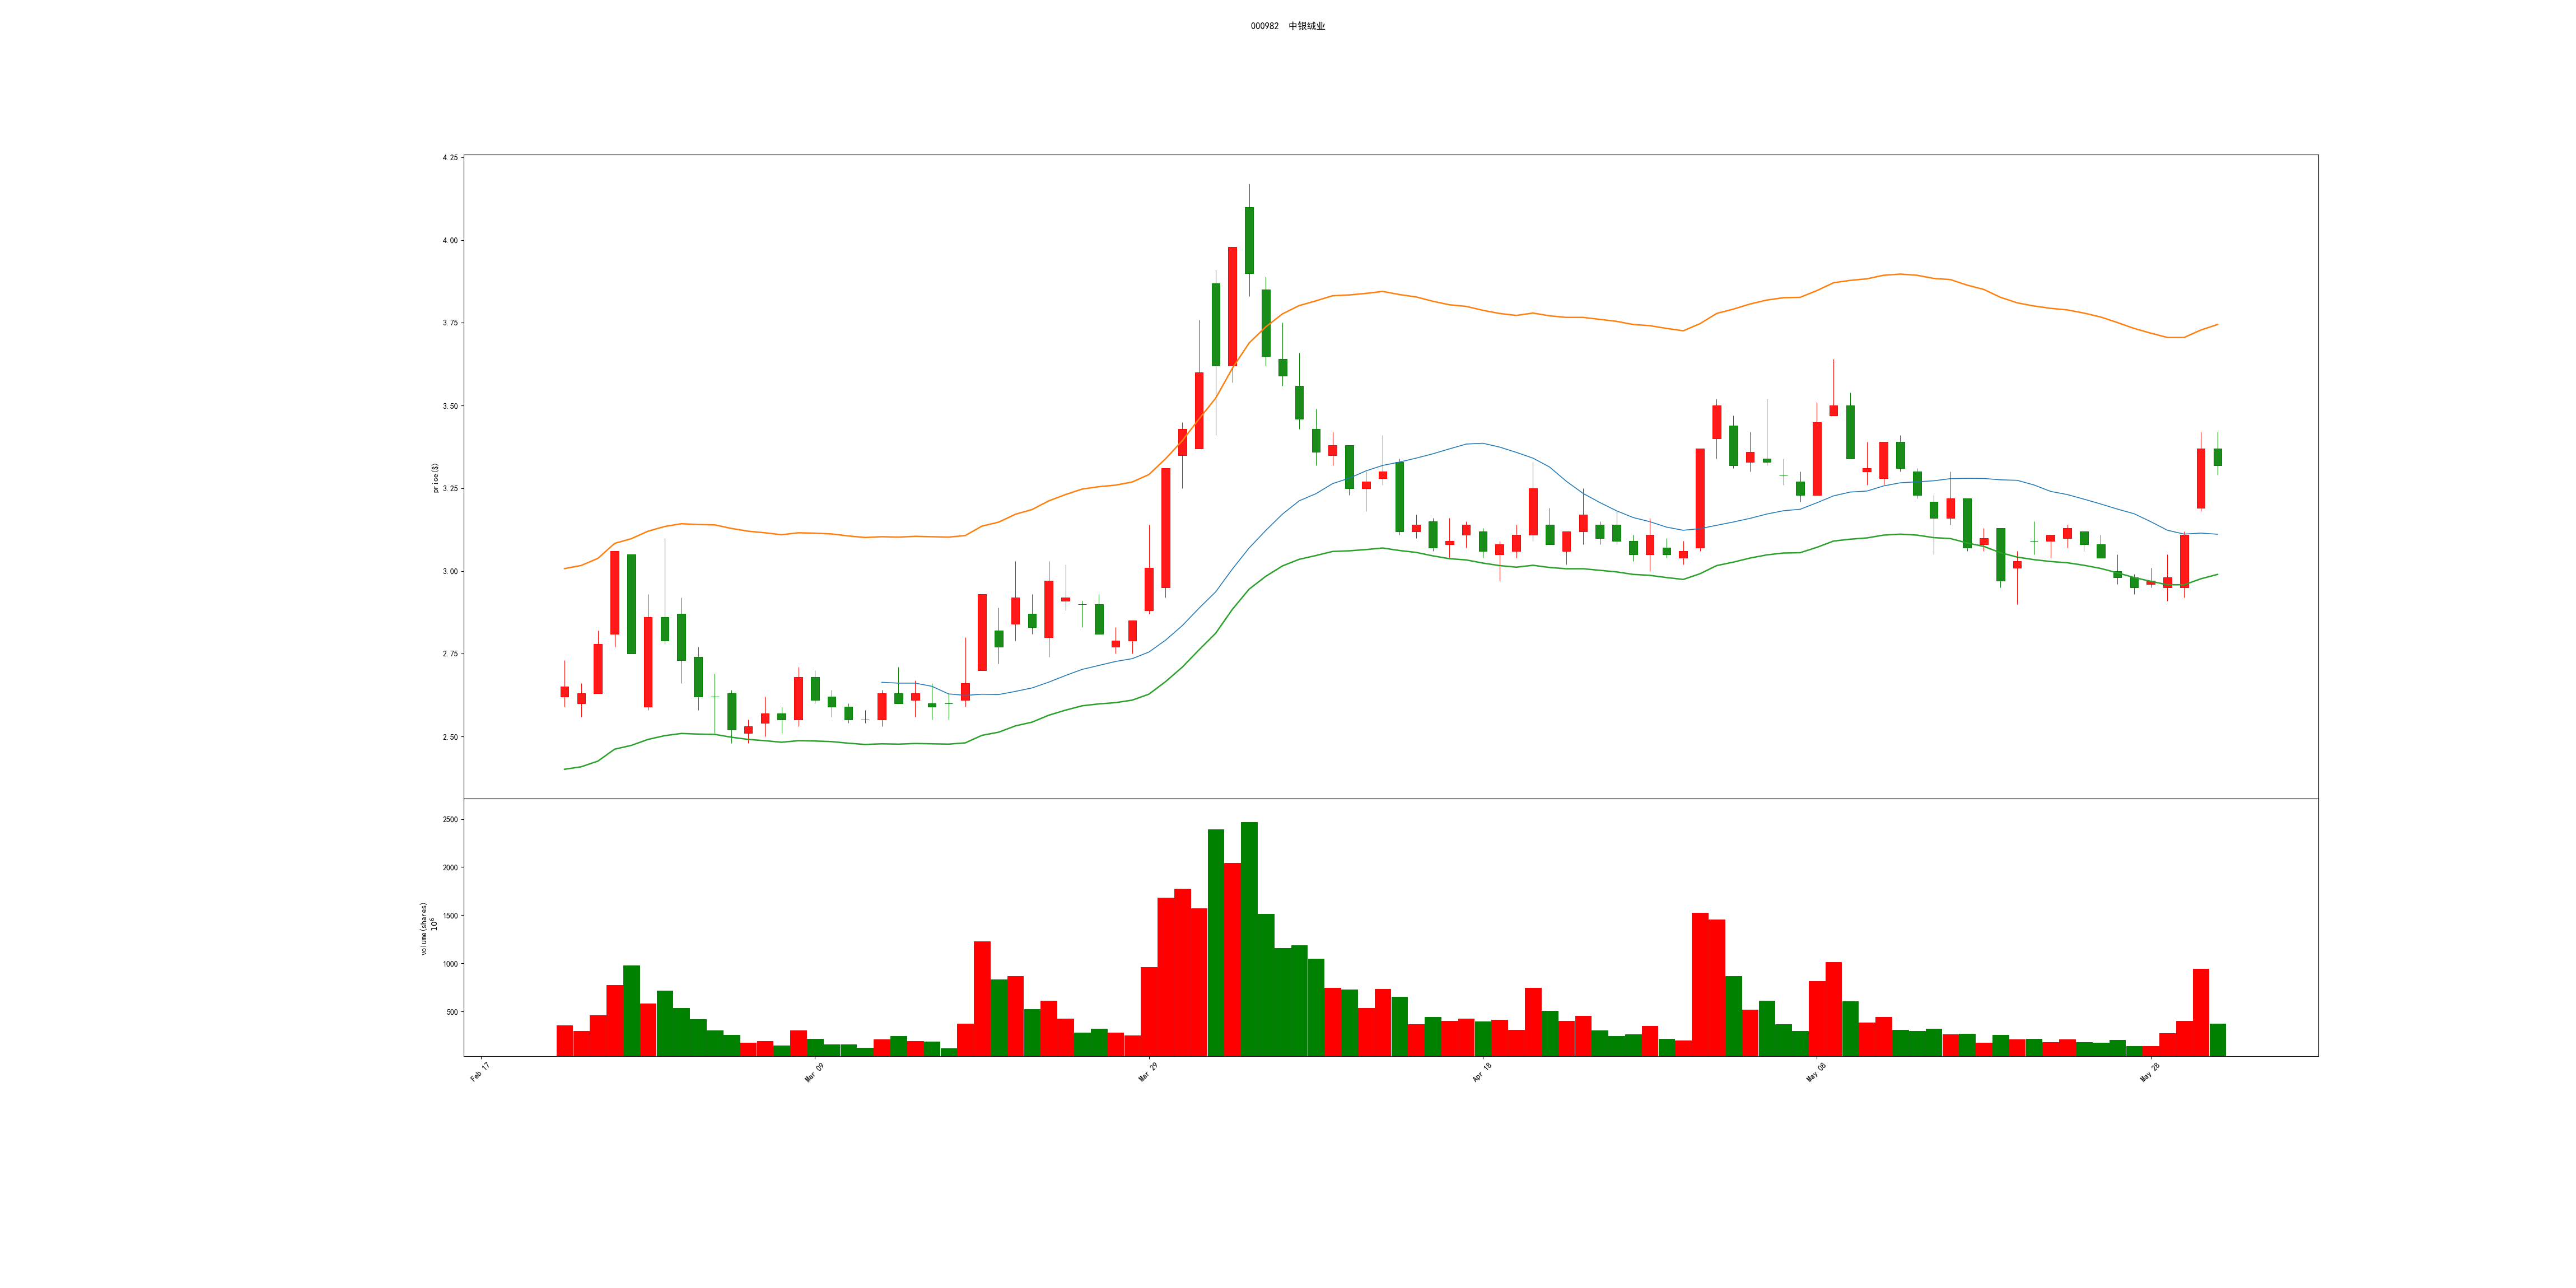 000982 中银绒业
4.25
4.00
3.75
3.50
3.25
3.00
2.75
2.50
price($)
2500
2000
1500
1000
500
volume(shares)
10^6
Feb 17
Mar 09
Mar 29
Apr 18
May 08
May 28